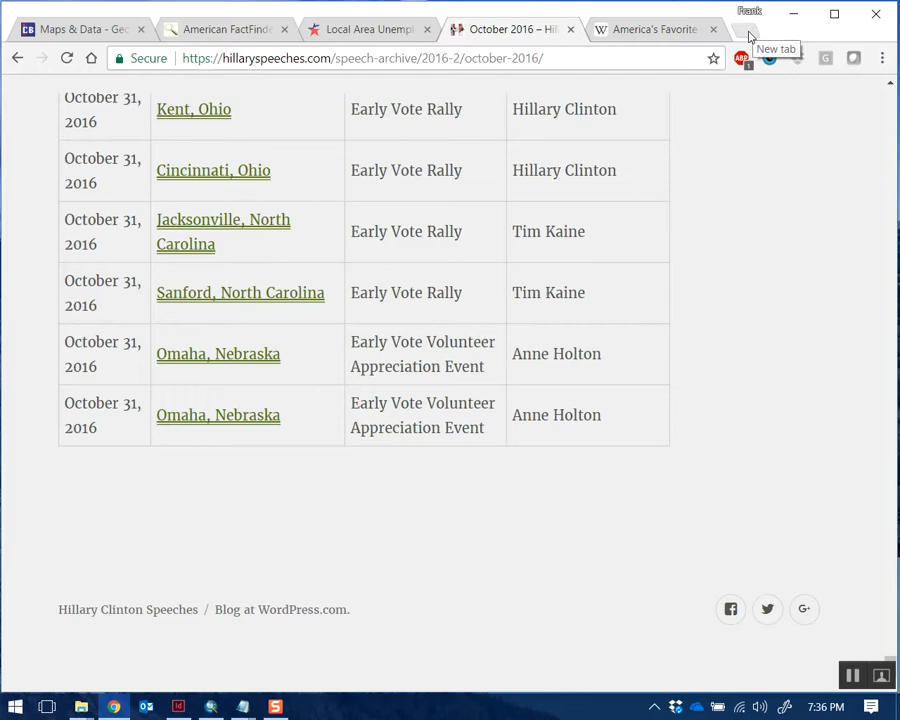 Frank
Maps & Data - Geo
American FactFinde
Local Area Unempl
October 2016 – Hil
America's Favorite
New tab
Secure
https://hillaryspeeches.com/speech-archive/2016-2/october-2016/
ABP
1
G
October 31, 2016
Kent, Ohio
Early Vote Rally
Hillary Clinton
October 31, 2016
Cincinnati, Ohio
Early Vote Rally
Hillary Clinton
October 31, 2016
Jacksonville, North Carolina
Early Vote Rally
Tim Kaine
October 31, 2016
Sanford, North Carolina
Early Vote Rally
Tim Kaine
October 31, 2016
Omaha, Nebraska
Early Vote Volunteer Appreciation Event
Anne Holton
October 31, 2016
Omaha, Nebraska
Early Vote Volunteer Appreciation Event
Anne Holton
Hillary Clinton Speeches / Blog at WordPress.com.
7:36 PM